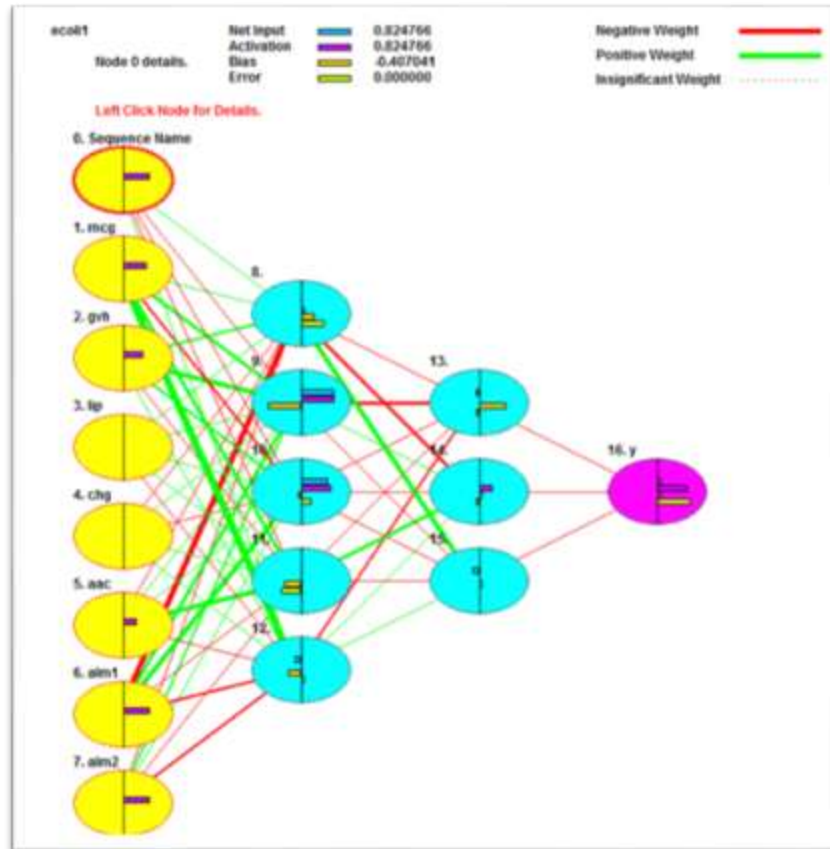 ecoli1
Node 0 details.
Net Input 0.824766
Activation 0.824766
Bias -0.407041
Error 0.000000
Negative Weight
Positive Weight
Insignificant Weight
Left Click Node for Details.
0. Sequence Name
1. mcg
2. gvh
3. lip
4. chg
5. aac
6. alm1
7. alm2
8.
9.
10.
11.
12.
13.
14.
15.
16. y